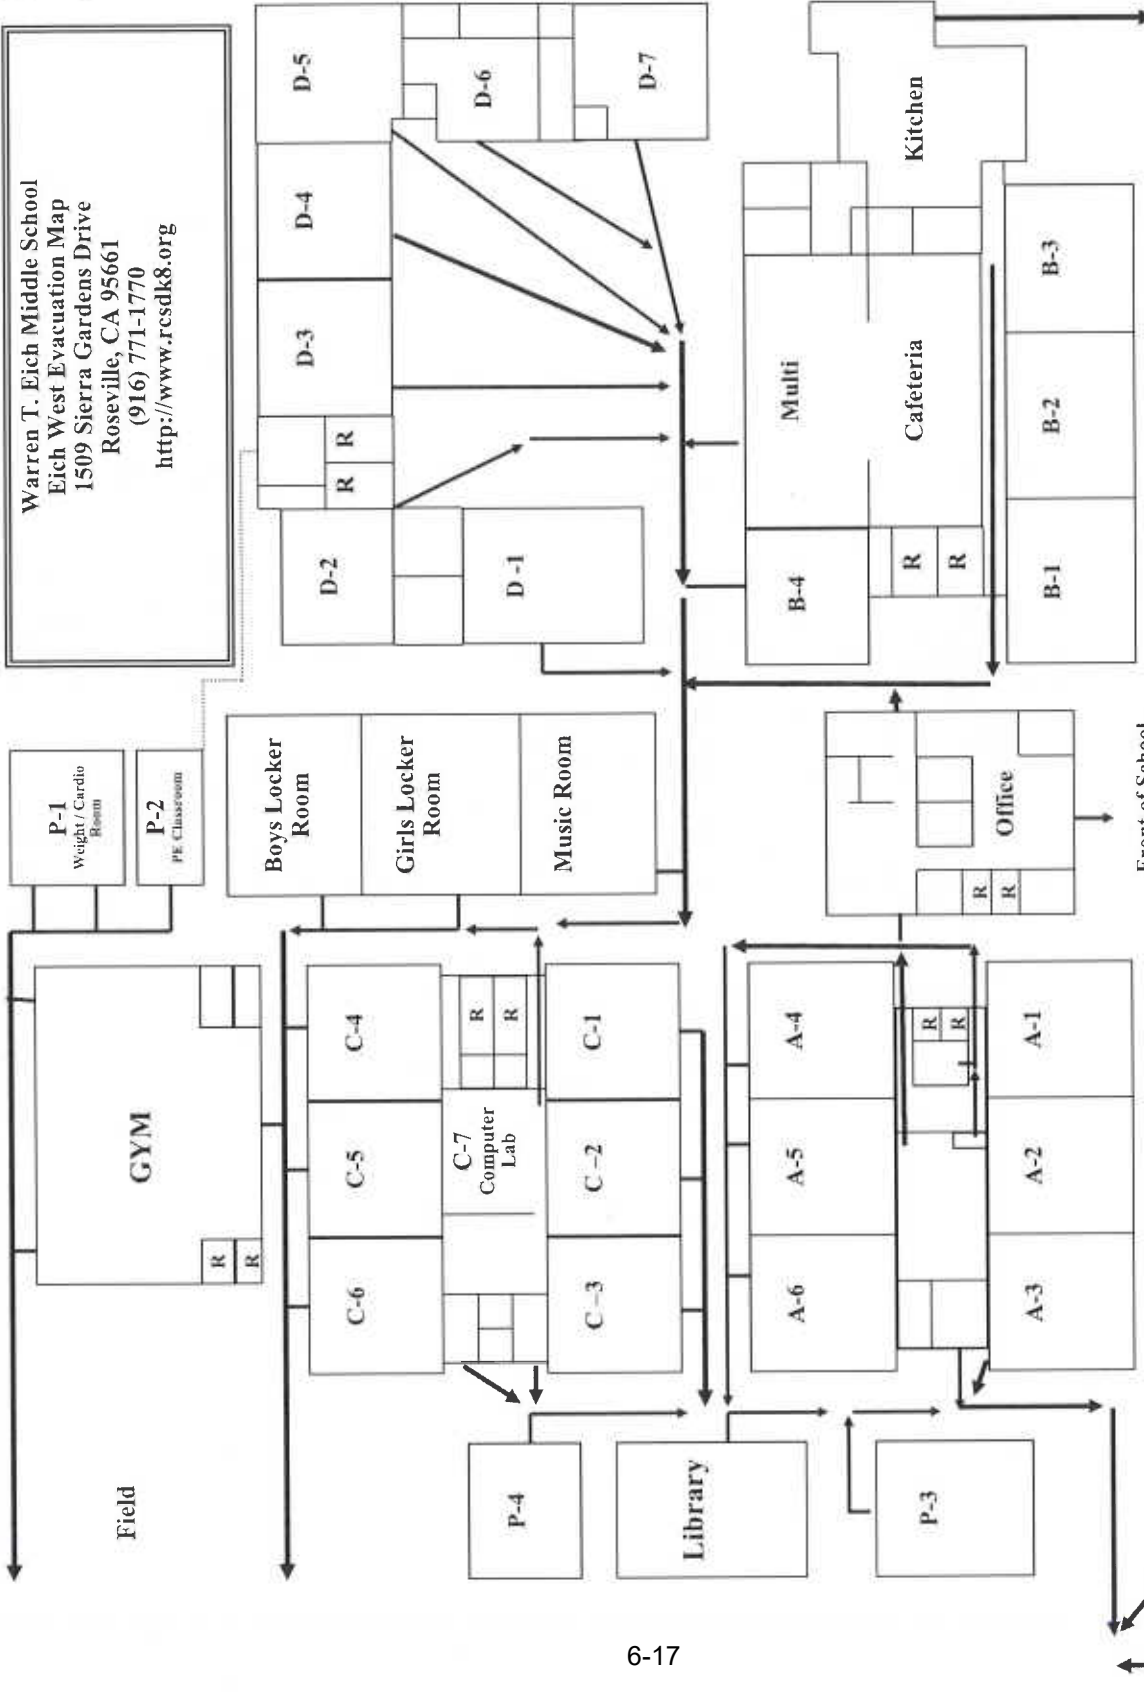 Warren T. Eich Middle School
Eich West Evacuation Map
1509 Sierra Gardens Drive
Roseville, CA 95661
(916) 771-1770
http://www.rcsdk8.org
Field
GYM
R
R
P-1
Weight / Cardio
Room
P-2
PE Classroom
Boys Locker
Room
Girls Locker
Room
Music Room
D-2
D -1
R
R
D-3
D-4
D-5
D-6
D-7
C-6
C-5
C-4
C-7
Computer
Lab
R
R
C -3
C -2
C-1
P-4
Library
P-3
A-6
A-5
A-4
R
R
A-3
A-2
A-1
R
R
Office
Front of School
B-4
R
R
Multi
Cafeteria
Kitchen
B-1
B-2
B-3
6-17